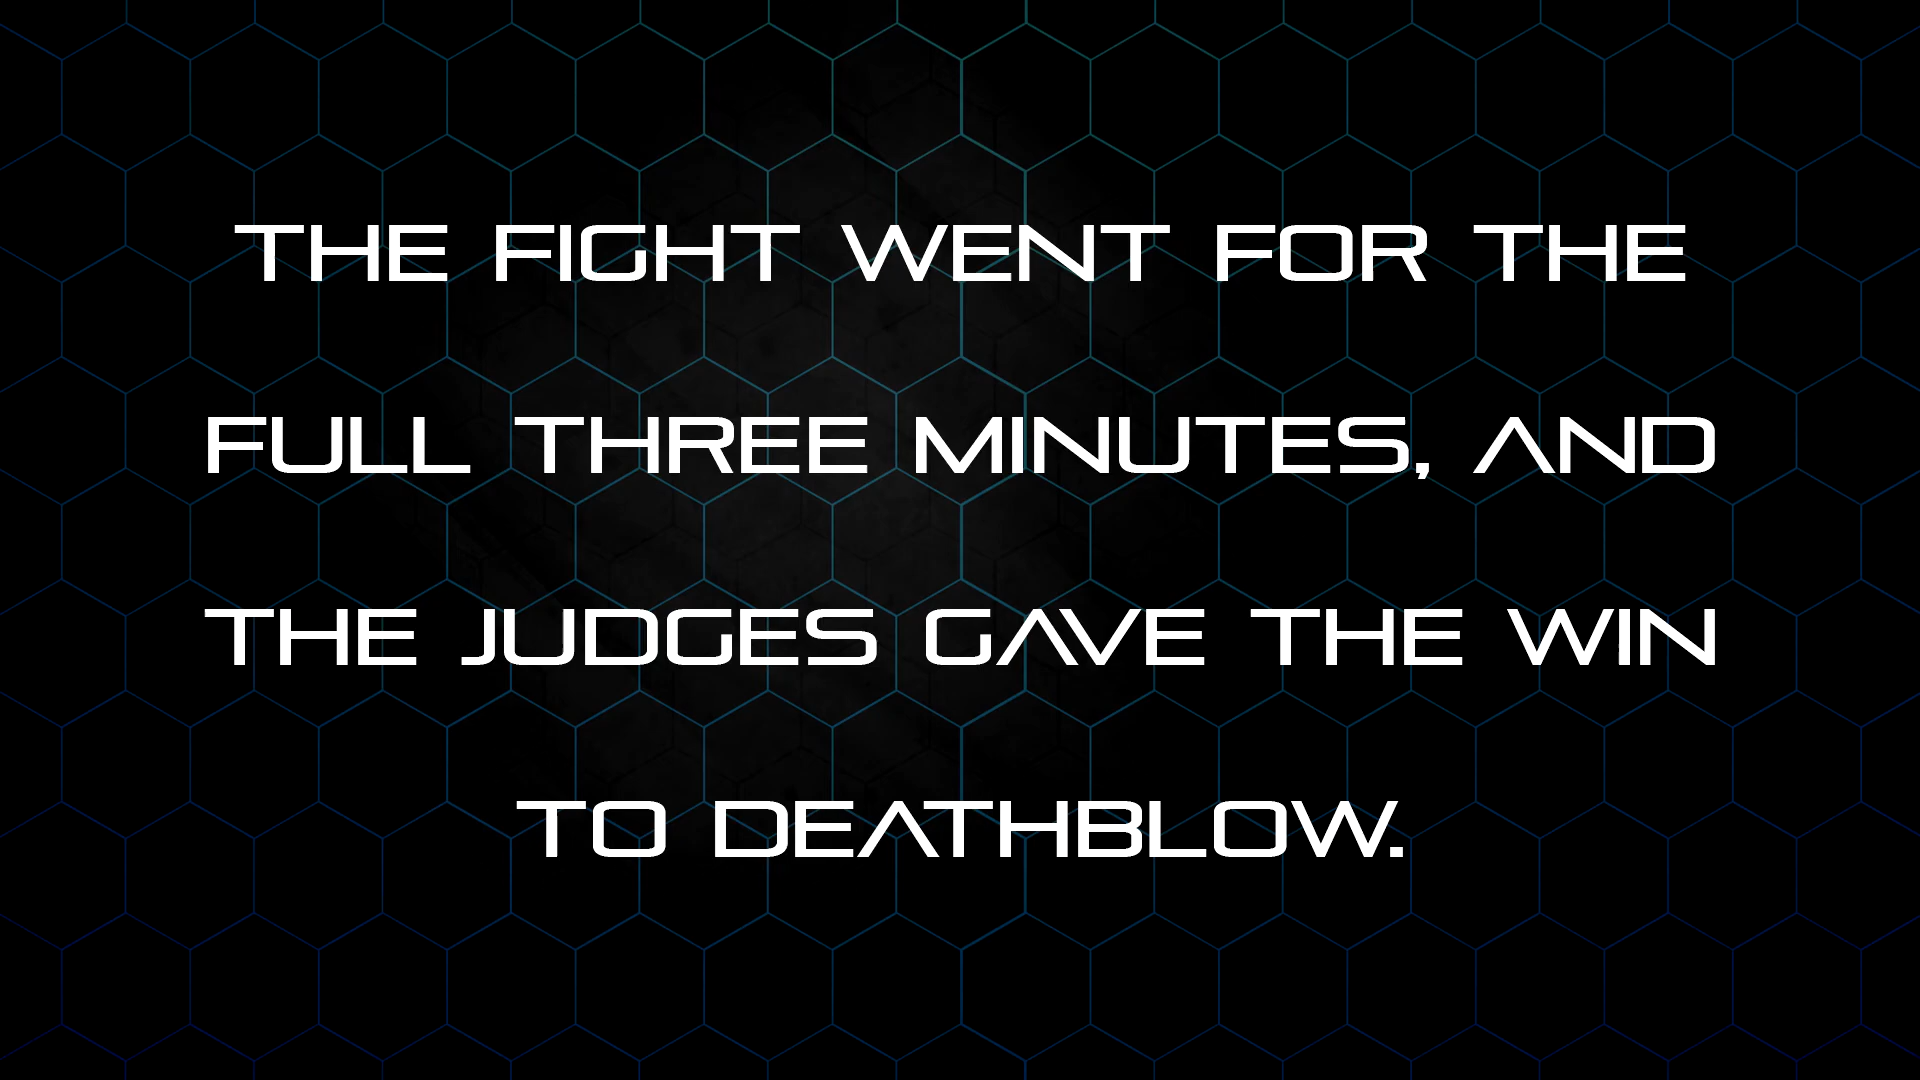 THE FIGHT WENT FOR THE
FULL THREE MINUTES, AND
THE JUDGES GAVE THE WIN
TO DEATHBLOW.